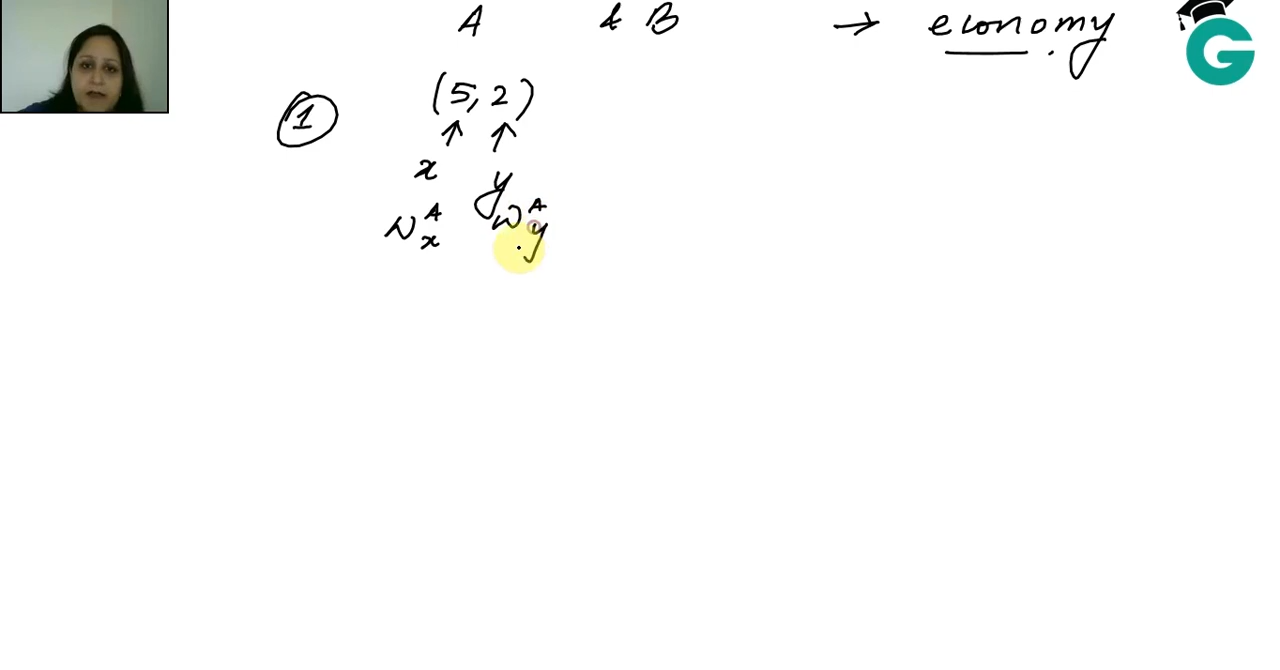 A & B → economy.
① (5, 2)
↑ ↑
x y
W^A_x W^A_y
G